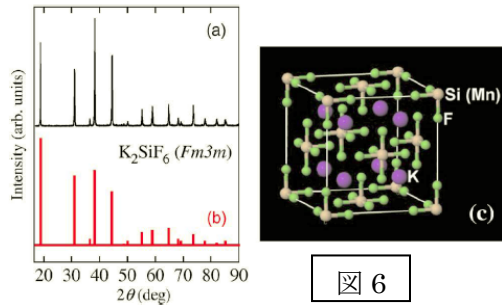 (a)
Intensity (arb. units)
K₂SiF₆ (Fm3m)
(b)
20 30 40 50 60 70 80 90
2θ (deg)
Si (Mn)
F
K
(c)
図 6